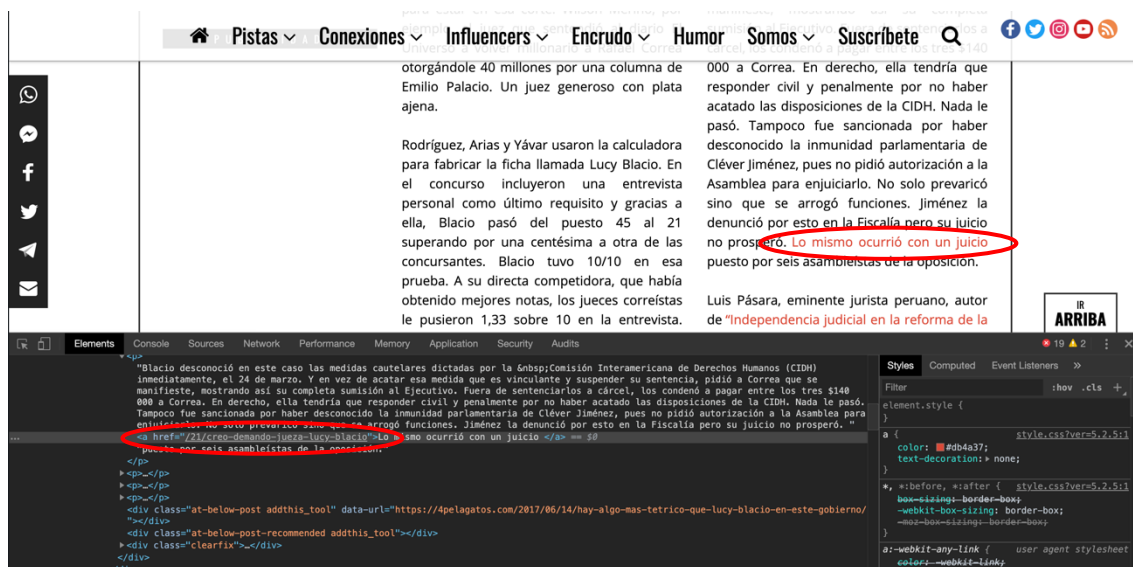 Pistas Conexiones Influencers Encrudo Humor Somos Suscríbete
otorgándole 40 millones por una columna de
Emilio Palacio. Un juez generoso con plata
ajena.
Rodríguez, Arias y Yávar usaron la calculadora
para fabricar la ficha llamada Lucy Blacio. En
el concurso incluyeron una entrevista
personal como último requisito y gracias a
ella, Blacio pasó del puesto 45 al 21
superando por una centésima a otra de las
concursantes. Blacio tuvo 10/10 en esa
prueba. A su directa competidora, que había
obtenido mejores notas, los jueces correístas
le pusieron 1,33 sobre 10 en la entrevista.
000 a Correa. En derecho, ella tendría que
responder civil y penalmente por no haber
acatado las disposiciones de la CIDH. Nada le
pasó. Tampoco fue sancionada por haber
desconocido la inmunidad parlamentaria de
Cléver Jiménez, pues no pidió autorización a la
Asamblea para enjuiciarlo. No solo prevaricó
sino que se arrogó funciones. Jiménez la
denunció por esto en la Fiscalía pero su juicio
no prosperó. Lo mismo ocurrió con un juicio
puesto por seis asambleístas de la oposición.
Luis Pásara, eminente jurista peruano, autor
de "Independencia judicial en la reforma de la
IR
ARRIBA
Elements Console Sources Network Performance Memory Application Security Audits
19 2
<p>
"Blacio desconoció en este caso las medidas cautelares dictadas por la &nbsp;Comisión Interamericana de Derechos Humanos (CIDH)
inmediatamente, el 24 de marzo. Y en vez de acatar esa medida que es vinculante y suspender su sentencia, pidió a Correa que se
manifieste, mostrando así su completa sumisión al Ejecutivo. Fuera de sentenciarlos a cárcel, los condenó a pagar entre los tres $140
000 a Correa. En derecho, ella tendría que responder civil y penalmente por no haber acatado las disposiciones de la CIDH. Nada le pasó.
Tampoco fue sancionada por haber desconocido la inmunidad parlamentaria de Cléver Jiménez, pues no pidió autorización a la Asamblea para
enjuiciarlo. No solo prevaricó sino que se arrogó funciones. Jiménez la denunció por esto en la Fiscalía pero su juicio no prosperó. "
<a href="/21/creo-demando-jueza-lucy-blacio">Lo mismo ocurrió con un juicio </a> == $0
puesto por seis asambleístas de la oposición.
</p>
<p>…</p>
<p>…</p>
<p>…</p>
<div class="at-below-post addthis_tool" data-url="https://4pelagatos.com/2017/06/14/hay-algo-mas-tetrico-que-lucy-blacio-en-este-gobierno/
"></div>
<div class="at-below-post-recommended addthis_tool"></div>
<div class="clearfix">…</div>
</div>
Styles Computed Event Listeners »
Filter :hov .cls +
element.style {
}
a { style.css?ver=5.2.5:1
color: #db4a37;
text-decoration: none;
}
*, *:before, *:after { style.css?ver=5.2.5:1
box-sizing: border-box;
-webkit-box-sizing: border-box;
-moz-box-sizing: border-box;
}
a:-webkit-any-link { user agent stylesheet
color: -webkit-link;